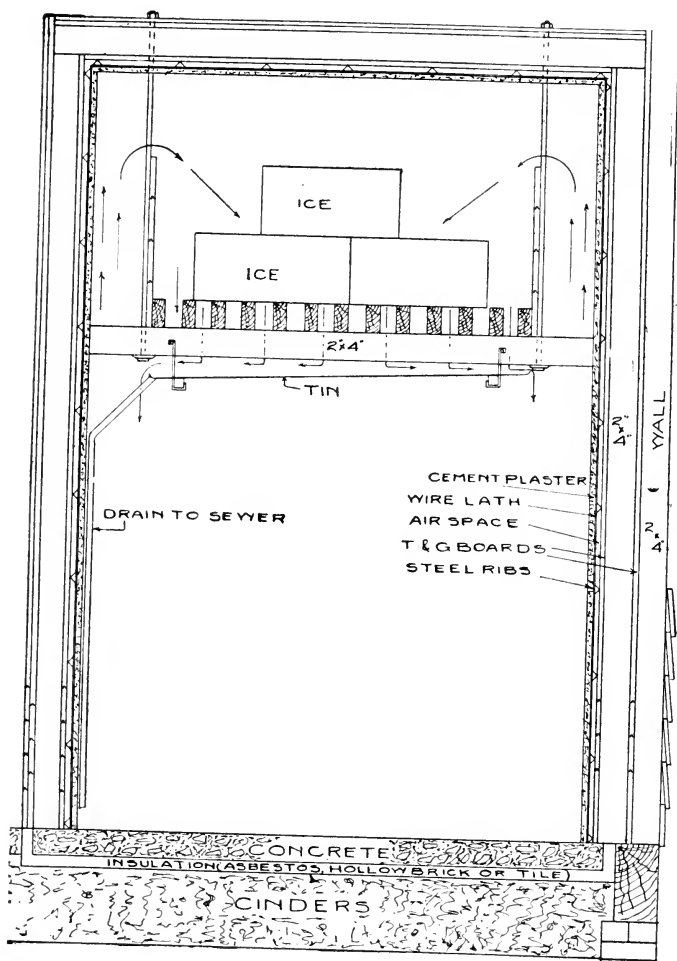 ICE
ICE
2"x4"
TIN
2"x4"
WALL
CEMENT PLASTER
WIRE LATH
AIR SPACE
T & G BOARDS
STEEL RIBS
2"x4"
DRAIN TO SEWER
CONCRETE
INSULATION (ASBESTOS, HOLLOW BRICK OR TILE)
CINDERS